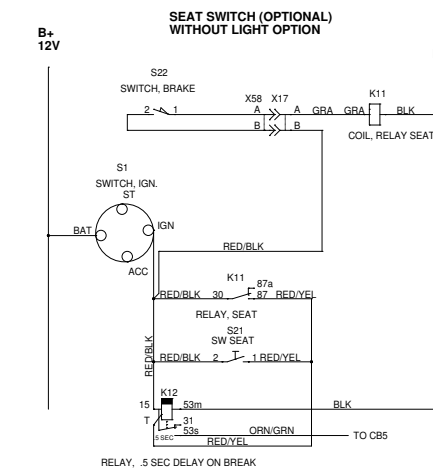 SEAT SWITCH (OPTIONAL)
WITHOUT LIGHT OPTION
B+
12V
S22
SWITCH, BRAKE
2 1
X58 X17
A A GRA GRA K11 BLK
B B
COIL, RELAY SEAT
S1
SWITCH, IGN.
ST
BAT
IGN
ACC
RED/BLK
K11
87a
RED/BLK 30 87 RED/YEL
RELAY, SEAT
S21
SW SEAT
RED/BLK 2 1 RED/YEL
RED/BLK
K12
15 53m BLK
T 31
.5 SEC 53s ORN/GRN TO CB5
RED/YEL
RELAY, .5 SEC DELAY ON BREAK